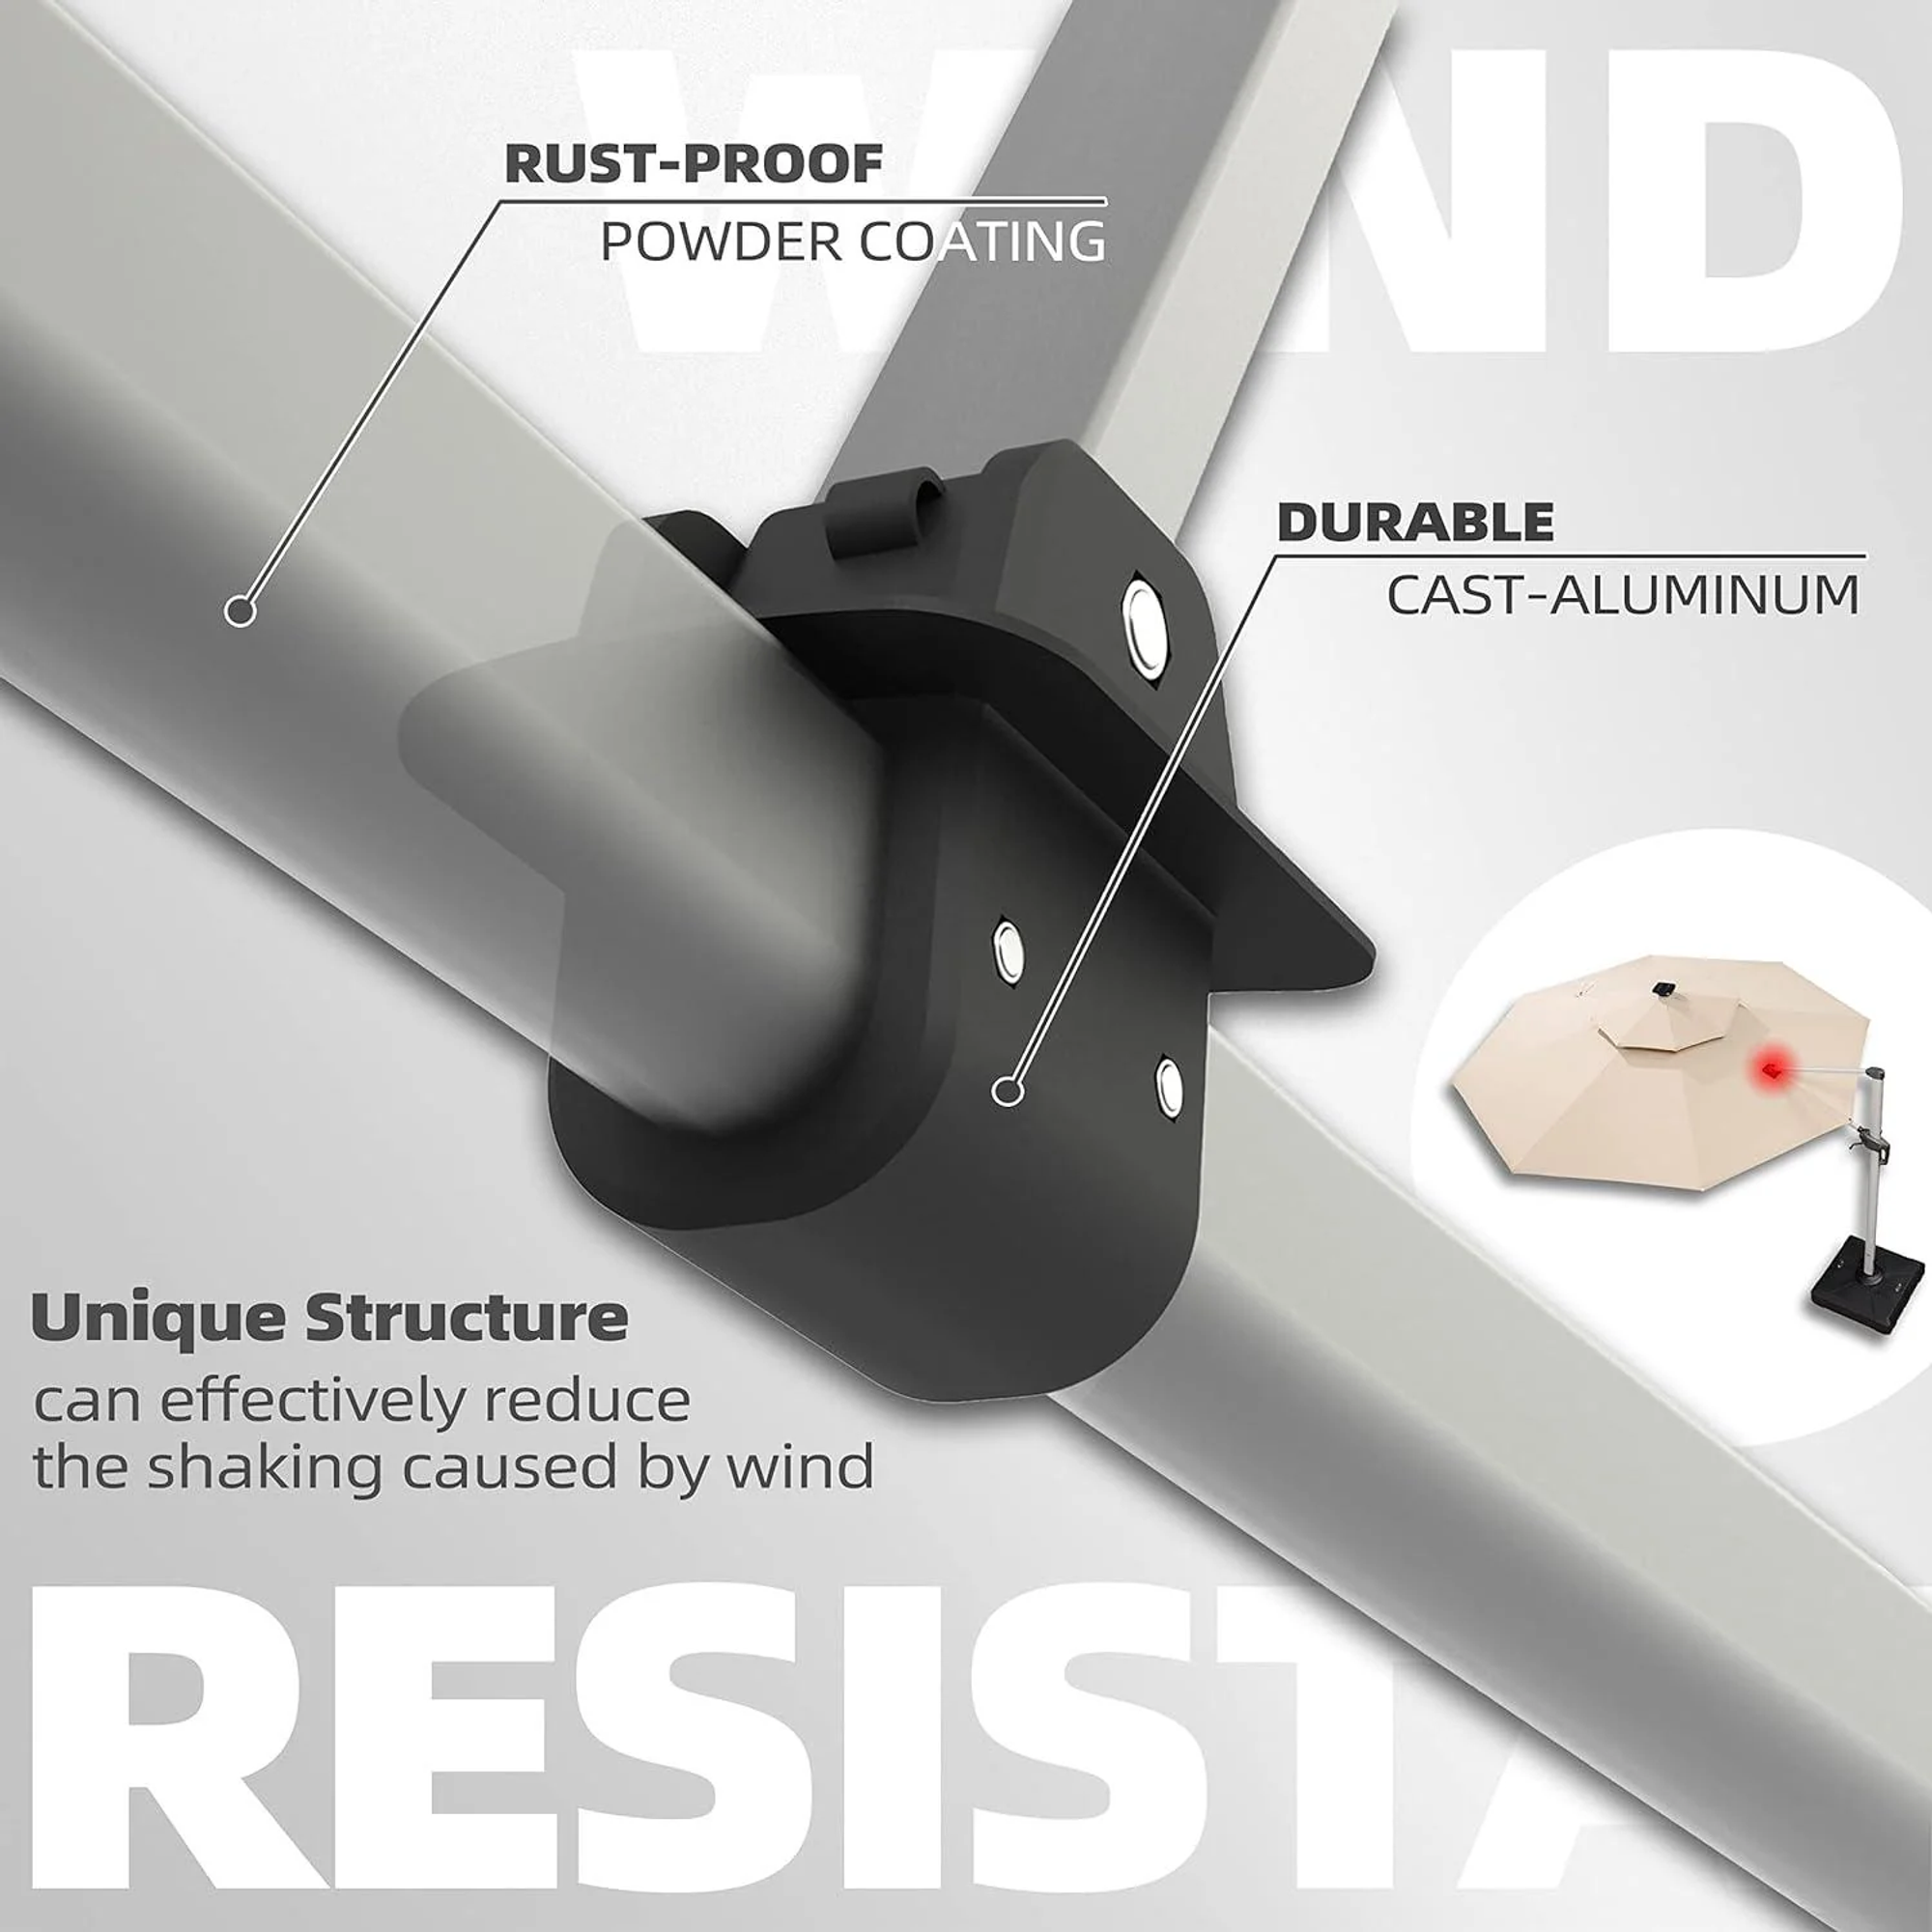 WIND
RUST-PROOF
POWDER COATING
DURABLE
CAST-ALUMINUM
Unique Structure
can effectively reduce
the shaking caused by wind
RESISTA